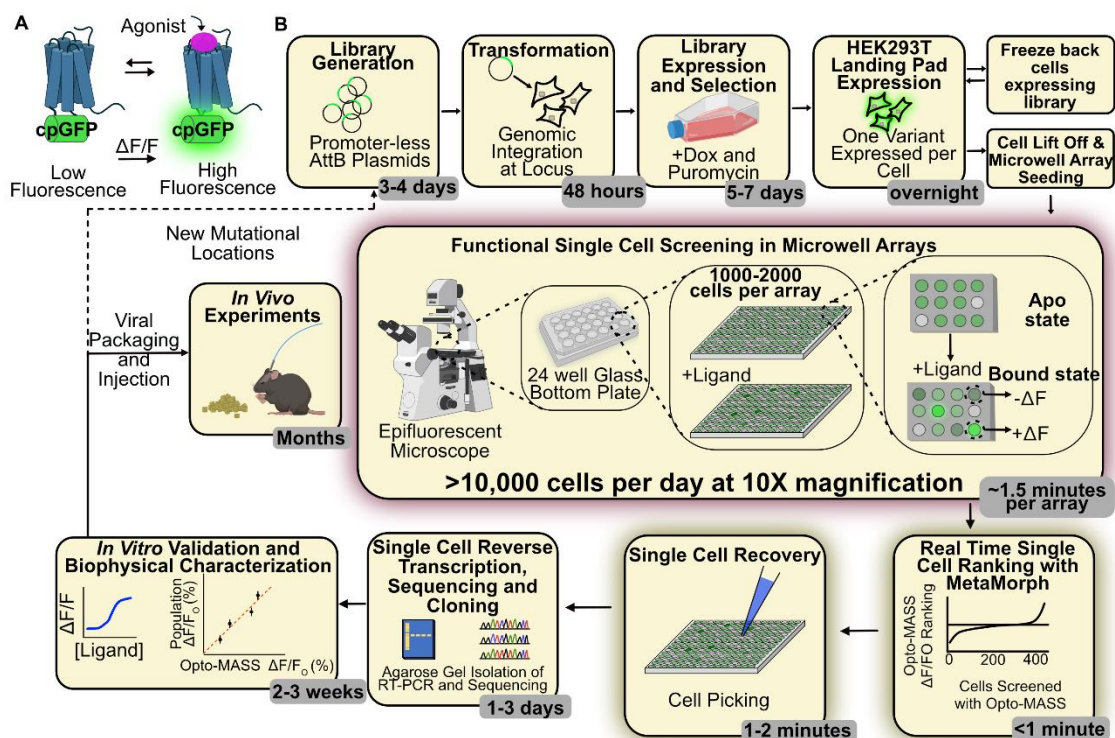 A
Agonist
cpGFP
cpGFP
ΔF/F
Low
Fluorescence
High
Fluorescence
B
Library
Generation
Promoter-less
AttB Plasmids
3-4 days
Transformation
Genomic
Integration
at Locus
48 hours
Library
Expression
and Selection
+Dox and
Puromycin
5-7 days
HEK293T
Landing Pad
Expression
One Variant
Expressed per
Cell
overnight
Freeze back
cells
expressing
library
Cell Lift Off &
Microwell Array
Seeding
New Mutational
Locations
Viral
Packaging
and
Injection
In Vivo
Experiments
Months
Functional Single Cell Screening in Microwell Arrays
Epifluorescent
Microscope
24 well Glass
Bottom Plate
1000-2000
cells per array
+Ligand
Apo
state
+Ligand
Bound state
-ΔF
+ΔF
>10,000 cells per day at 10X magnification
~1.5 minutes
per array
In Vitro Validation and
Biophysical Characterization
ΔF/F
[Ligand]
Population
ΔF/F₀(%)
Opto-MASS ΔF/F₀(%)
2-3 weeks
Single Cell Reverse
Transcription,
Sequencing and
Cloning
Agarose Gel Isolation of
RT-PCR and Sequencing
1-3 days
Single Cell Recovery
Cell Picking
1-2 minutes
Real Time Single
Cell Ranking with
MetaMorph
Opto-MASS
ΔF/FO Ranking
0 200 400
Cells Screened
with Opto-MASS
<1 minute